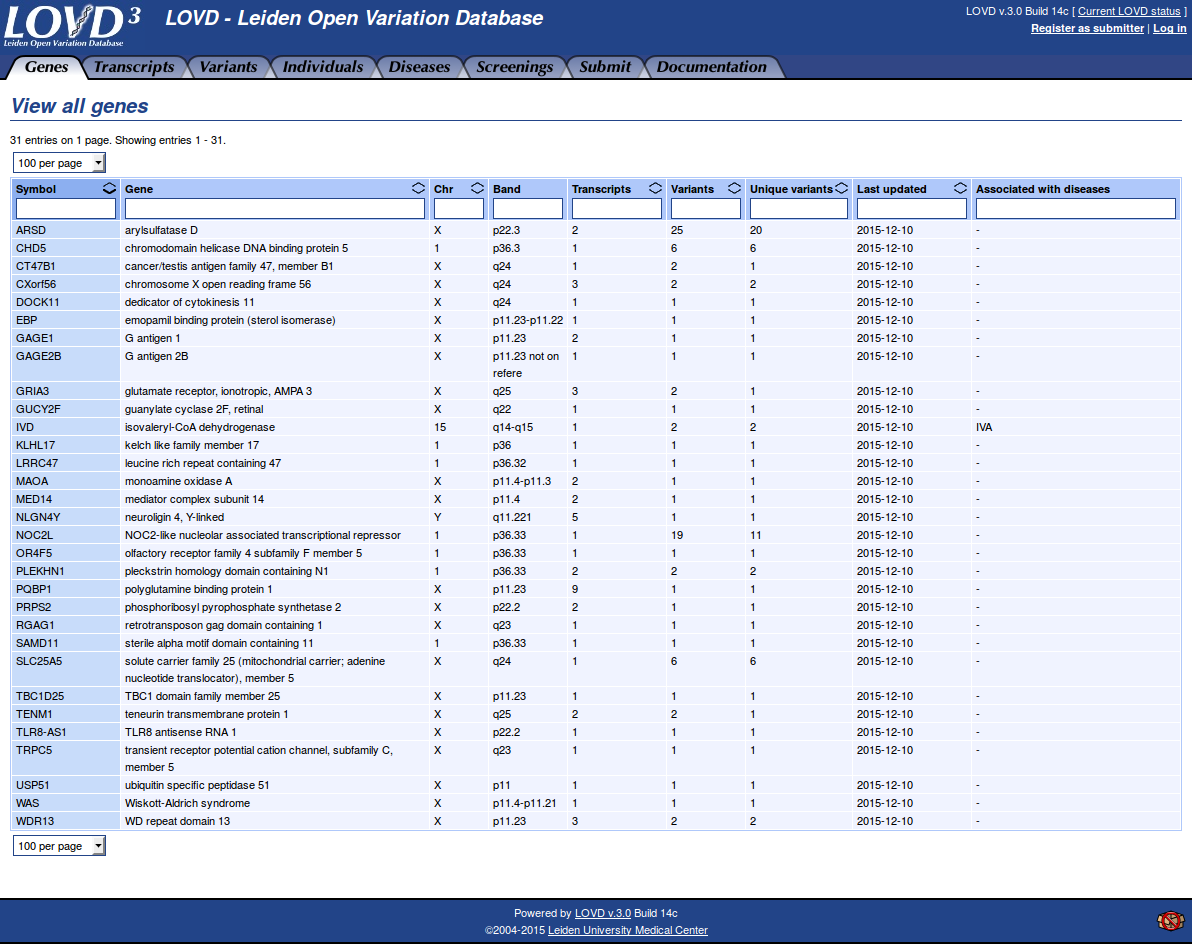 LOVD 3
Leiden Open Variation Database
LOVD - Leiden Open Variation Database
LOVD v.3.0 Build 14c [ Current LOVD status ]
Register as submitter | Log in
Genes Transcripts Variants Individuals Diseases Screenings Submit Documentation
View all genes
31 entries on 1 page. Showing entries 1 - 31.
100 per page
Symbol Gene Chr Band Transcripts Variants Unique variants Last updated Associated with diseases
ARSD arylsulfatase D X p22.3 2 25 20 2015-12-10 -
CHD5 chromodomain helicase DNA binding protein 5 1 p36.3 1 6 6 2015-12-10 -
CT47B1 cancer/testis antigen family 47, member B1 X q24 1 2 1 2015-12-10 -
CXorf56 chromosome X open reading frame 56 X q24 3 2 2 2015-12-10 -
DOCK11 dedicator of cytokinesis 11 X q24 1 1 1 2015-12-10 -
EBP emopamil binding protein (sterol isomerase) X p11.23-p11.22 1 1 1 2015-12-10 -
GAGE1 G antigen 1 X p11.23 2 1 1 2015-12-10 -
GAGE2B G antigen 2B X p11.23 not on 1 1 1 2015-12-10 -
refere
GRIA3 glutamate receptor, ionotropic, AMPA 3 X q25 3 2 1 2015-12-10 -
GUCY2F guanylate cyclase 2F, retinal X q22 1 1 1 2015-12-10 -
IVD isovaleryl-CoA dehydrogenase 15 q14-q15 1 2 2 2015-12-10 IVA
KLHL17 kelch like family member 17 1 p36 1 1 1 2015-12-10 -
LRRC47 leucine rich repeat containing 47 1 p36.32 1 1 1 2015-12-10 -
MAOA monoamine oxidase A X p11.4-p11.3 2 1 1 2015-12-10 -
MED14 mediator complex subunit 14 X p11.4 2 1 1 2015-12-10 -
NLGN4Y neuroligin 4, Y-linked Y q11.221 5 1 1 2015-12-10 -
NOC2L NOC2-like nucleolar associated transcriptional repressor 1 p36.33 1 19 11 2015-12-10 -
OR4F5 olfactory receptor family 4 subfamily F member 5 1 p36.33 1 1 1 2015-12-10 -
PLEKHN1 pleckstrin homology domain containing N1 1 p36.33 2 2 2 2015-12-10 -
PQBP1 polyglutamine binding protein 1 X p11.23 9 1 1 2015-12-10 -
PRPS2 phosphoribosyl pyrophosphate synthetase 2 X p22.2 2 1 1 2015-12-10 -
RGAG1 retrotransposon gag domain containing 1 X q23 1 1 1 2015-12-10 -
SAMD11 sterile alpha motif domain containing 11 1 p36.33 1 1 1 2015-12-10 -
SLC25A5 solute carrier family 25 (mitochondrial carrier; adenine X q24 1 6 6 2015-12-10 -
nucleotide translocator), member 5
TBC1D25 TBC1 domain family member 25 X p11.23 1 1 1 2015-12-10 -
TENM1 teneurin transmembrane protein 1 X q25 2 2 1 2015-12-10 -
TLR8-AS1 TLR8 antisense RNA 1 X p22.2 1 1 1 2015-12-10 -
TRPC5 transient receptor potential cation channel, subfamily C, X q23 1 1 1 2015-12-10 -
member 5
USP51 ubiquitin specific peptidase 51 X p11 1 1 1 2015-12-10 -
WAS Wiskott-Aldrich syndrome X p11.4-p11.21 1 1 1 2015-12-10 -
WDR13 WD repeat domain 13 X p11.23 3 2 2 2015-12-10 -
100 per page
Powered by LOVD v.3.0 Build 14c
©2004-2015 Leiden University Medical Center